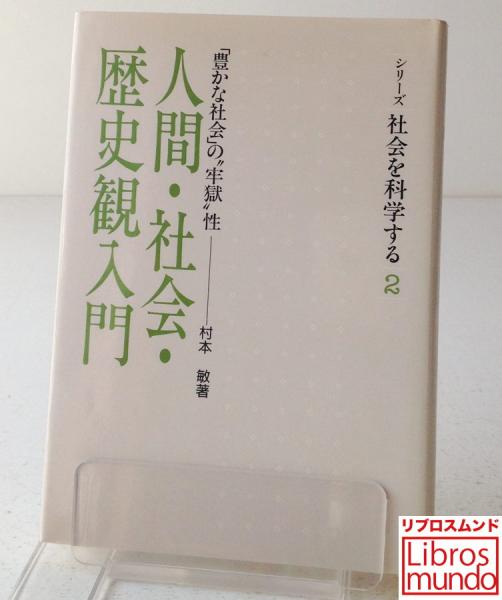 シリーズ 社会を科学する 2
「豊かな社会」の〝牢獄〟性――村本 敏著
人間・社会・
歴史観入門
リブロスムンド
Libros
mundo